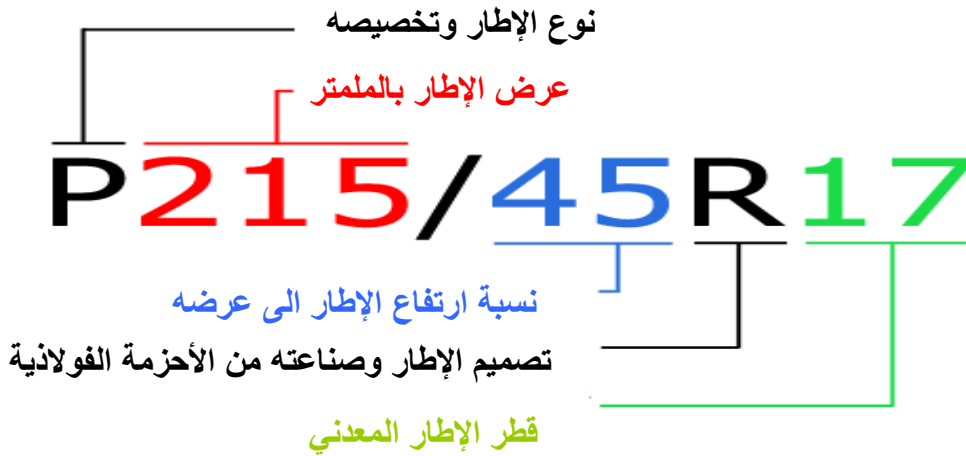 نوع الإطار وتخصيصه
عرض الإطار بالملمتر
P215/45R17
نسبة ارتفاع الإطار الى عرضه
تصميم الإطار وصناعته من الأحزمة الفولاذية
قطر الإطار المعدني